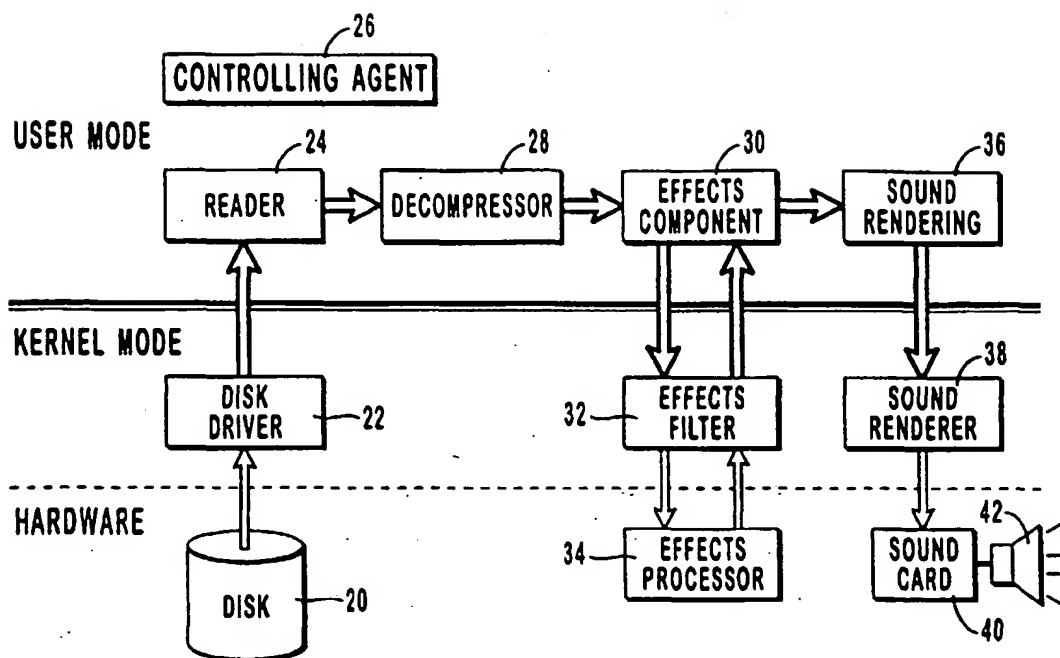 26
CONTROLLING AGENT
USER MODE
24
28
30
36
READER
DECOMPRESSOR
EFFECTS
COMPONENT
SOUND
RENDERING
KERNEL MODE
DISK
DRIVER
22
32
EFFECTS
FILTER
38
SOUND
RENDERER
HARDWARE
DISK
20
34
EFFECTS
PROCESSOR
SOUND
CARD
40
42